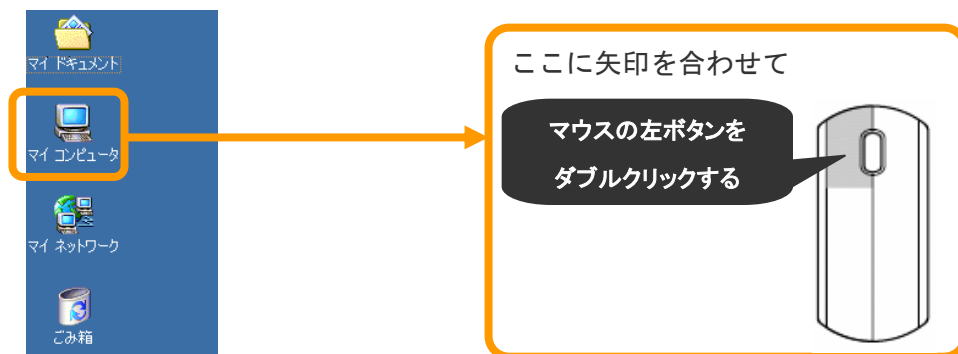 マイ ドキュメント
マイ コンピュータ
マイ ネットワーク
ごみ箱
ここに矢印を合わせて
マウスの左ボタンを
ダブルクリックする